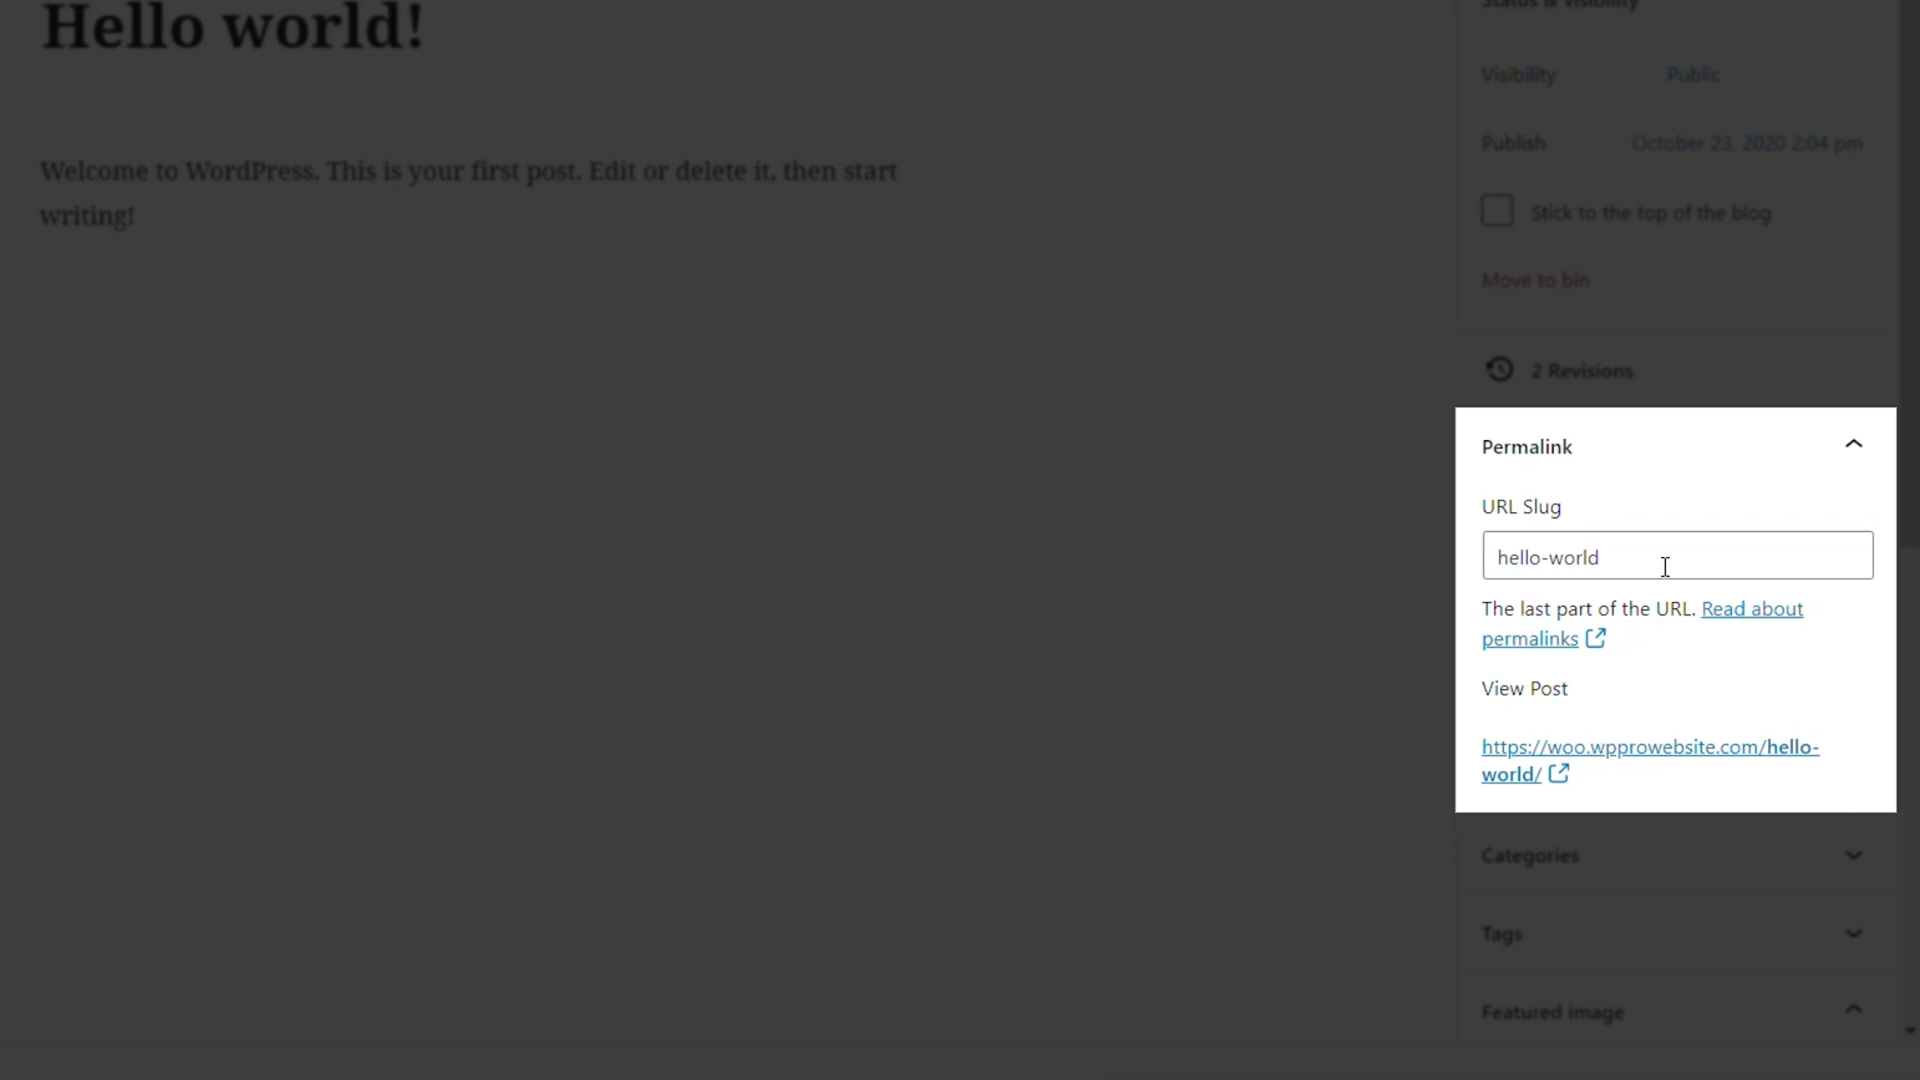 Hello world!
Welcome to WordPress. This is your first post. Edit or delete it, then start
writing!
Status & Visibility
Visibility Public
Publish October 23, 2020 2:04 pm
Stick to the top of the blog
Move to bin
2 Revisions
Permalink
URL Slug
hello-world
The last part of the URL. Read about
permalinks
View Post
https://woo.wpprowebsite.com/hello-
world/
Categories
Tags
Featured image